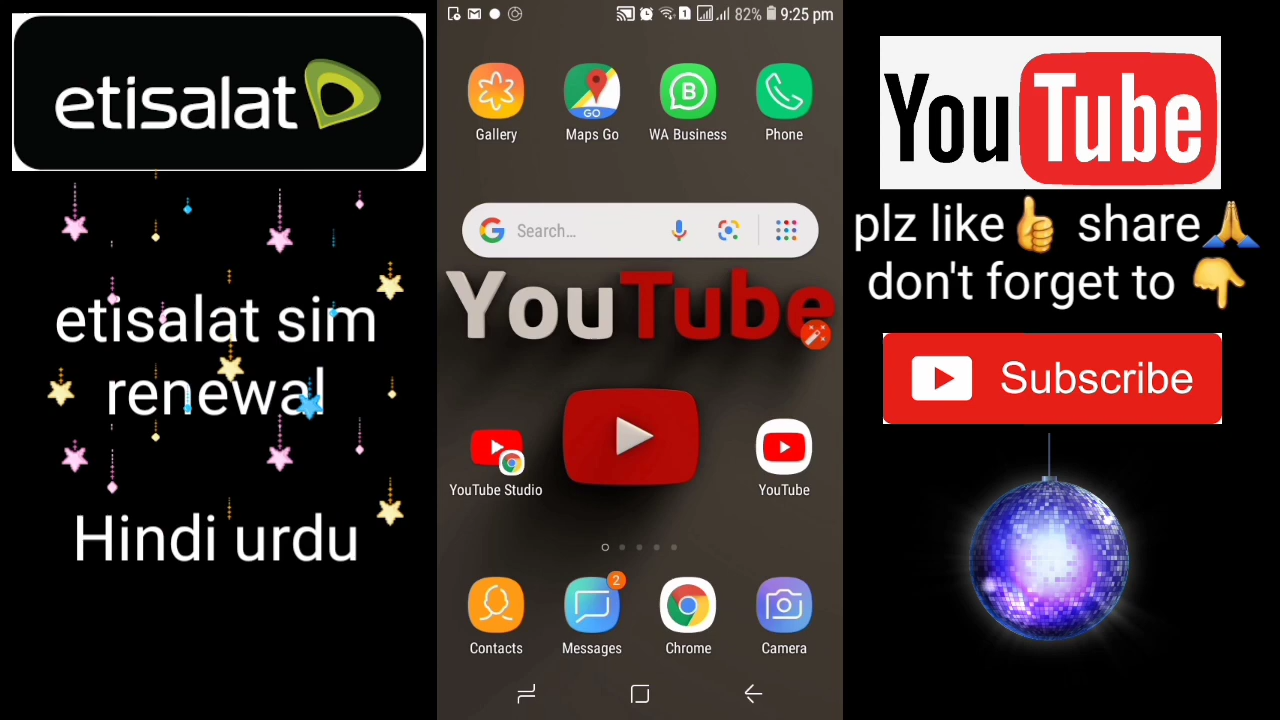 etisalat
etisalat sim
renewal
Hindi urdu
1
82%
9:25 pm
Gallery
GO
Maps Go
B
WA Business
Phone
G
Search...
YouTube
YouTube Studio
YouTube
Contacts
2
Messages
Chrome
Camera
YouTube
plz like👍 share🙏
don't forget to 👇
Subscribe